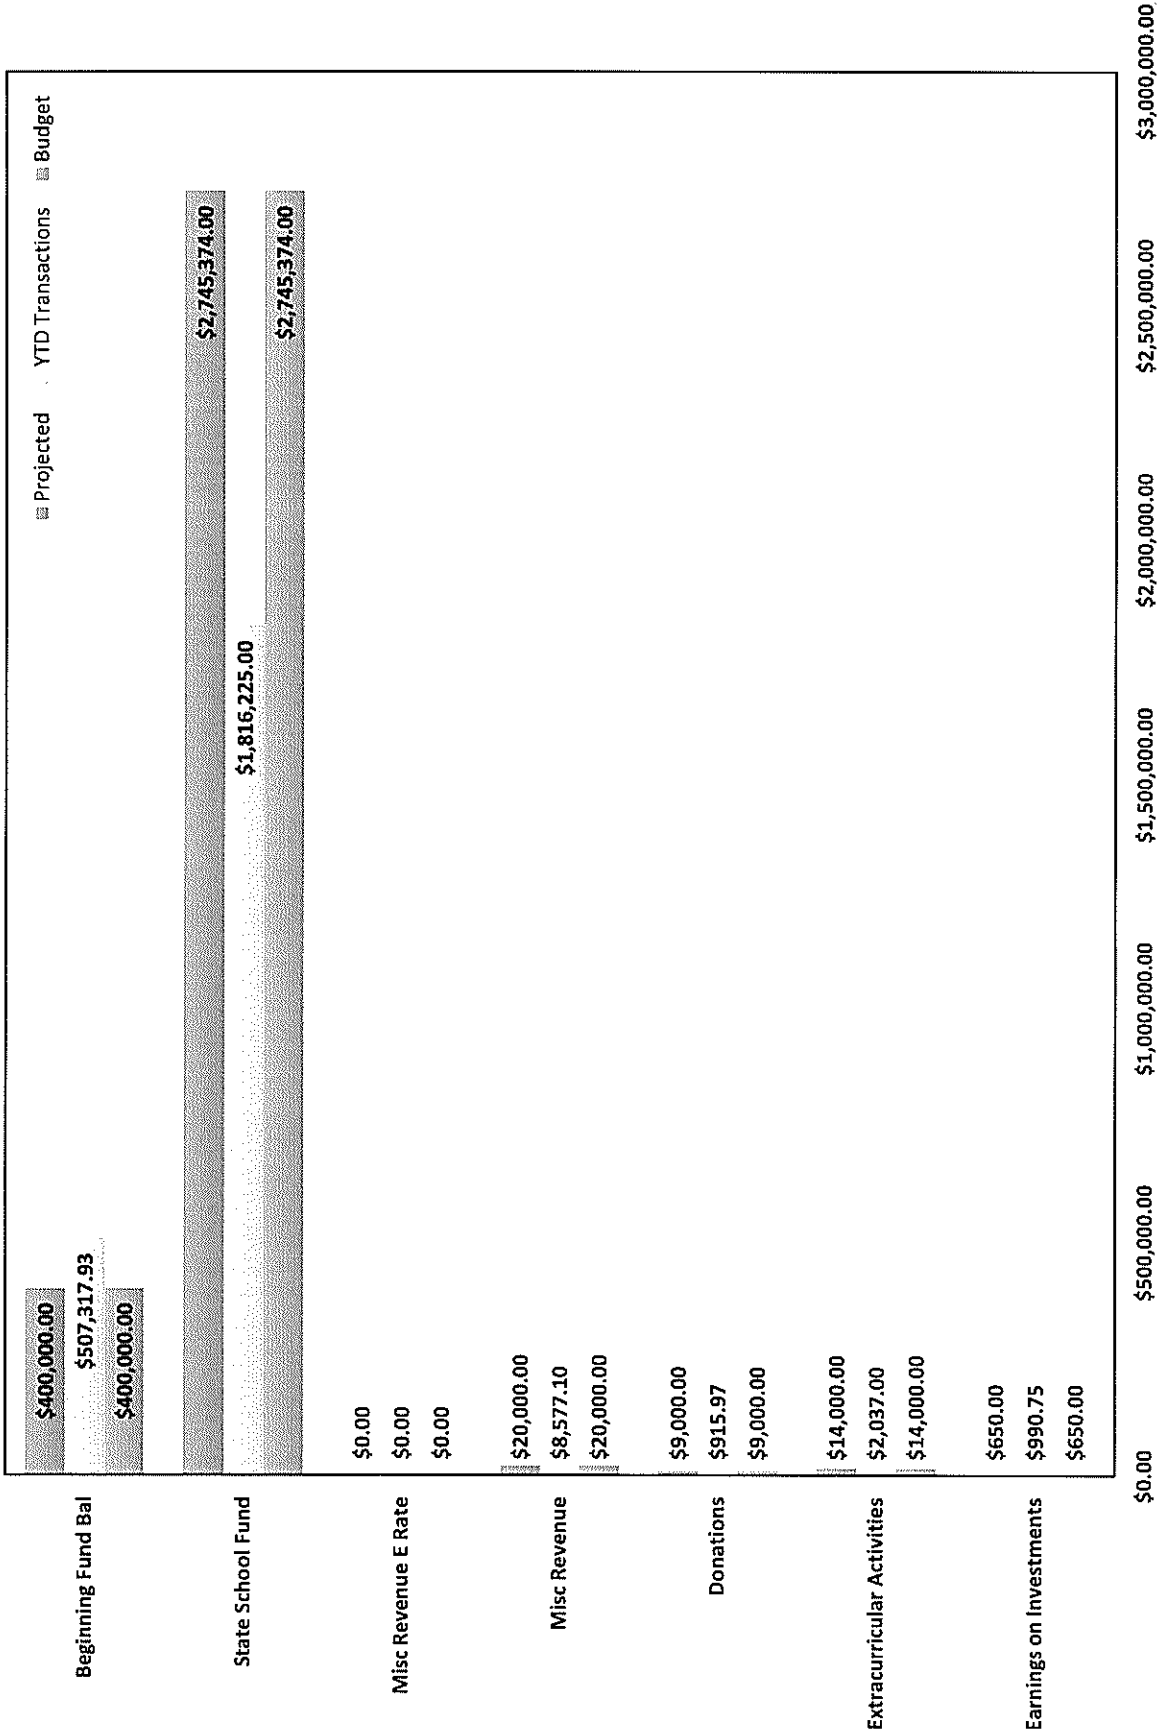 Projected YTD Transactions Budget
Beginning Fund Bal
$400,000.00
$507,317.93
$400,000.00
State School Fund
$2,745,374.00
$1,816,225.00
$2,745,374.00
Misc Revenue E Rate
$0.00
$0.00
$0.00
Misc Revenue
$20,000.00
$8,577.10
$20,000.00
Donations
$9,000.00
$915.97
$9,000.00
Extracurricular Activities
$14,000.00
$2,037.00
$14,000.00
Earnings on Investments
$650.00
$990.75
$650.00
$0.00 $500,000.00 $1,000,000.00 $1,500,000.00 $2,000,000.00 $2,500,000.00 $3,000,000.00